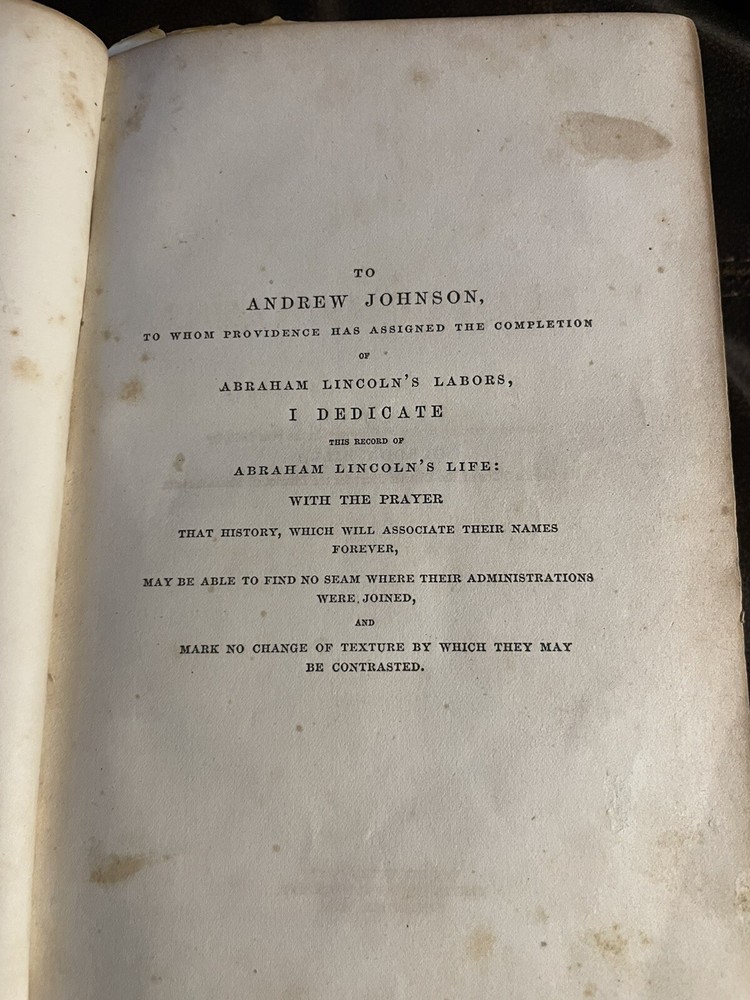 TO
ANDREW JOHNSON,
TO WHOM PROVIDENCE HAS ASSIGNED THE COMPLETION
OF
ABRAHAM LINCOLN'S LABORS,
I DEDICATE
THIS RECORD OF
ABRAHAM LINCOLN'S LIFE:
WITH THE PRAYER
THAT HISTORY, WHICH WILL ASSOCIATE THEIR NAMES
FOREVER,
MAY BE ABLE TO FIND NO SEAM WHERE THEIR ADMINISTRATIONS
WERE JOINED,
AND
MARK NO CHANGE OF TEXTURE BY WHICH THEY MAY
BE CONTRASTED.